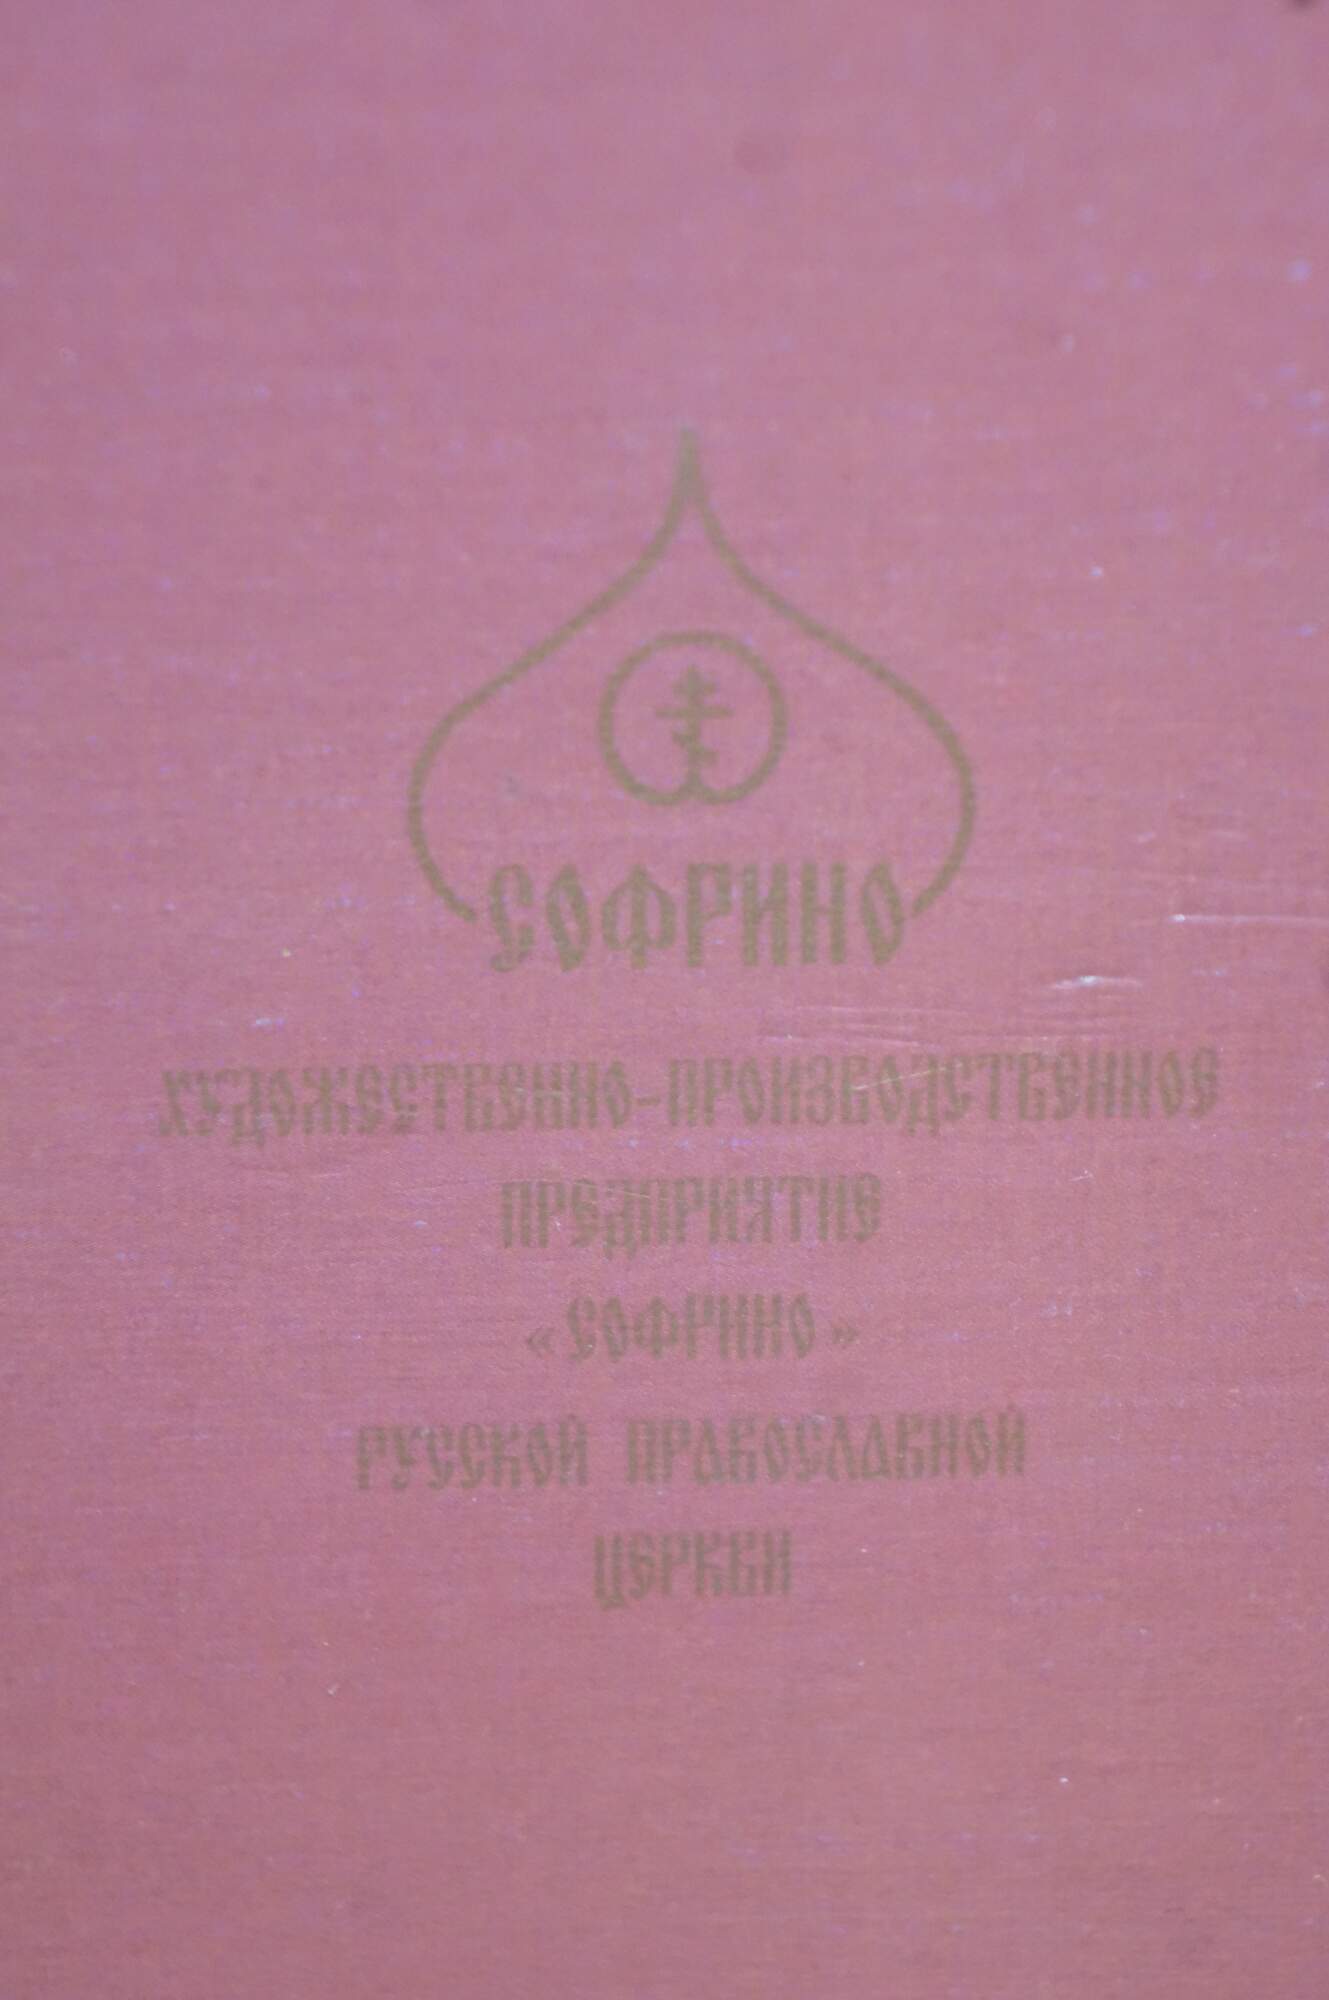 СОФРИНО
ХУДОЖЕСТВЕННО-ПРОИЗВОДСТВЕННОЕ
ПРЕДПРИЯТИЕ
«СОФРИНО»
РУССКОЙ ПРАВОСЛАВНОЙ
ЦЕРКВИ